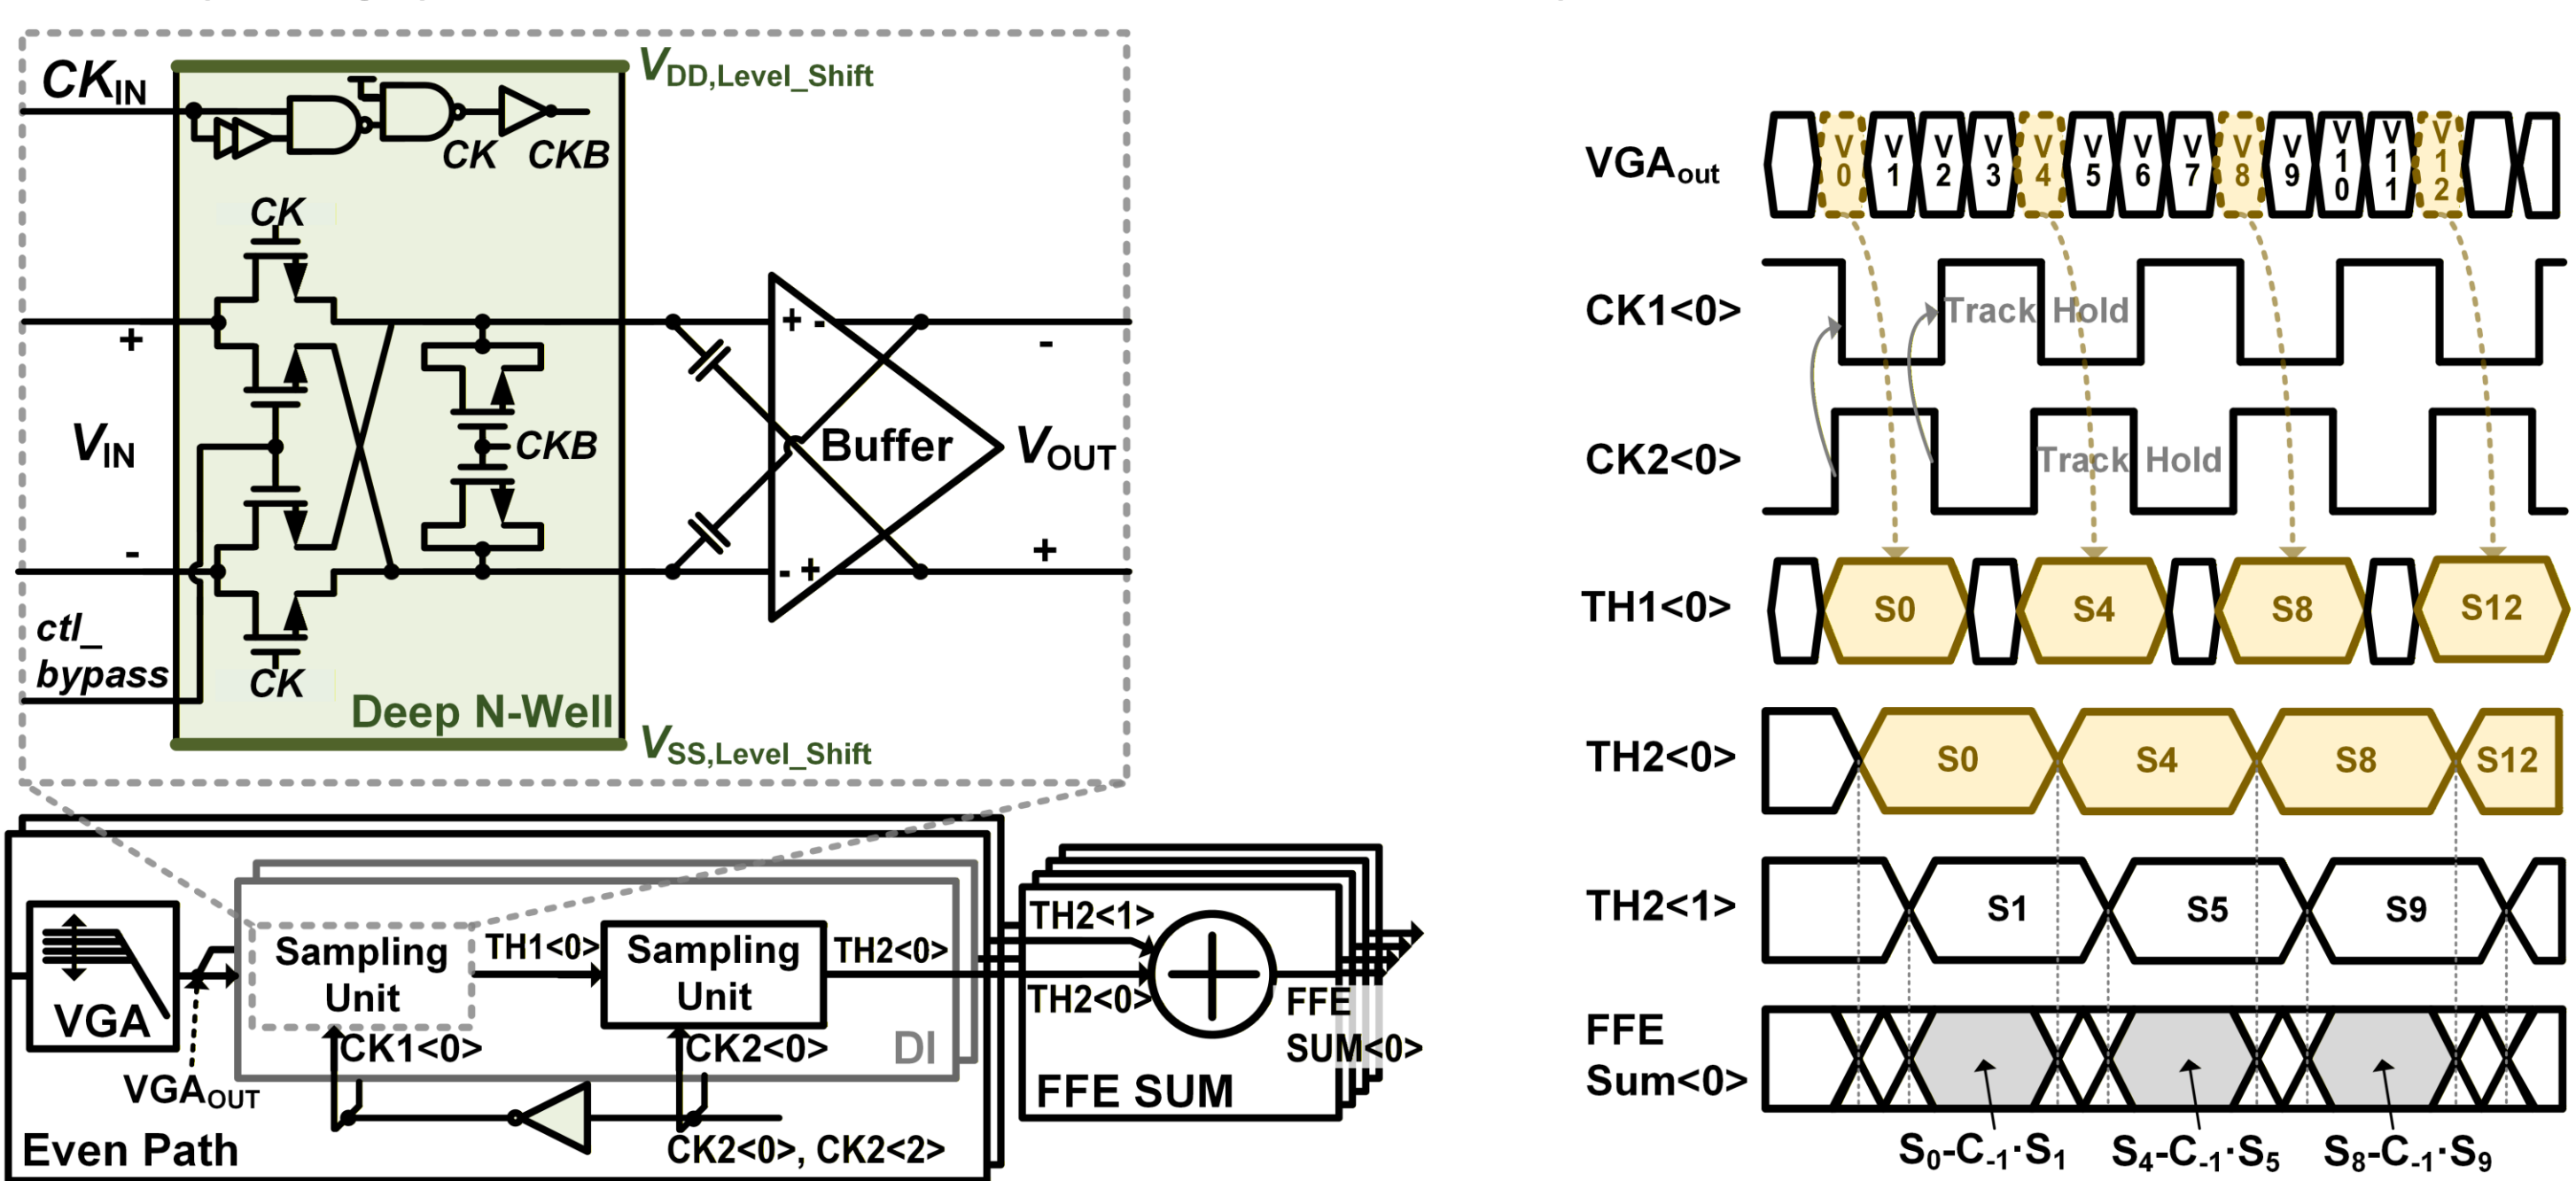 CKIN
VDD,Level_Shift
CK
CKB
CK
+
+ -
-
VIN
CKB
Buffer
VOUT
-
- +
+
ctl_
bypass
CK
Deep N-Well
VSS,Level_Shift
VGA
VGAOUT
Sampling
Unit
TH1<0>
Sampling
Unit
TH2<0>
CK1<0>
CK2<0>
DI
CK2<0>, CK2<2>
Even Path
TH2<1>
TH2<0>
FFE
SUM<0>
FFE SUM
VGAout
V0 V1 V2 V3 V4 V5 V6 V7 V8 V9 V10 V11 V12
CK1<0>
Track Hold
CK2<0>
Track Hold
TH1<0>
S0 S4 S8 S12
TH2<0>
S0 S4 S8 S12
TH2<1>
S1 S5 S9
FFE
Sum<0>
S0-C-1·S1 S4-C-1·S5 S8-C-1·S9